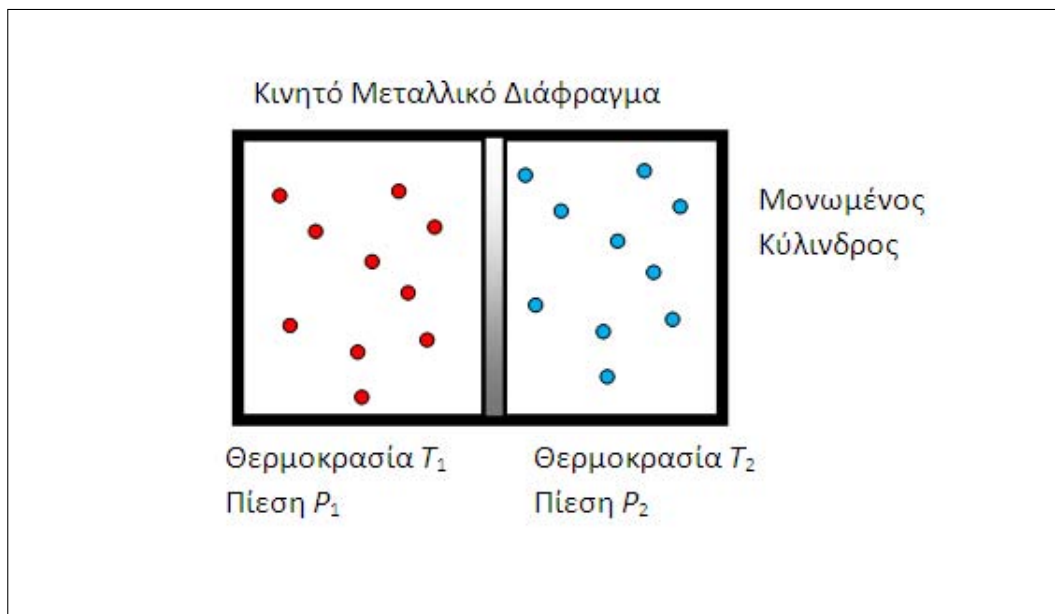 Κινητό Μεταλλικό Διάφραγμα
Μονωμένος
Κύλινδρος
Θερμοκρασία T₁
Πίεση P₁
Θερμοκρασία T₂
Πίεση P₂